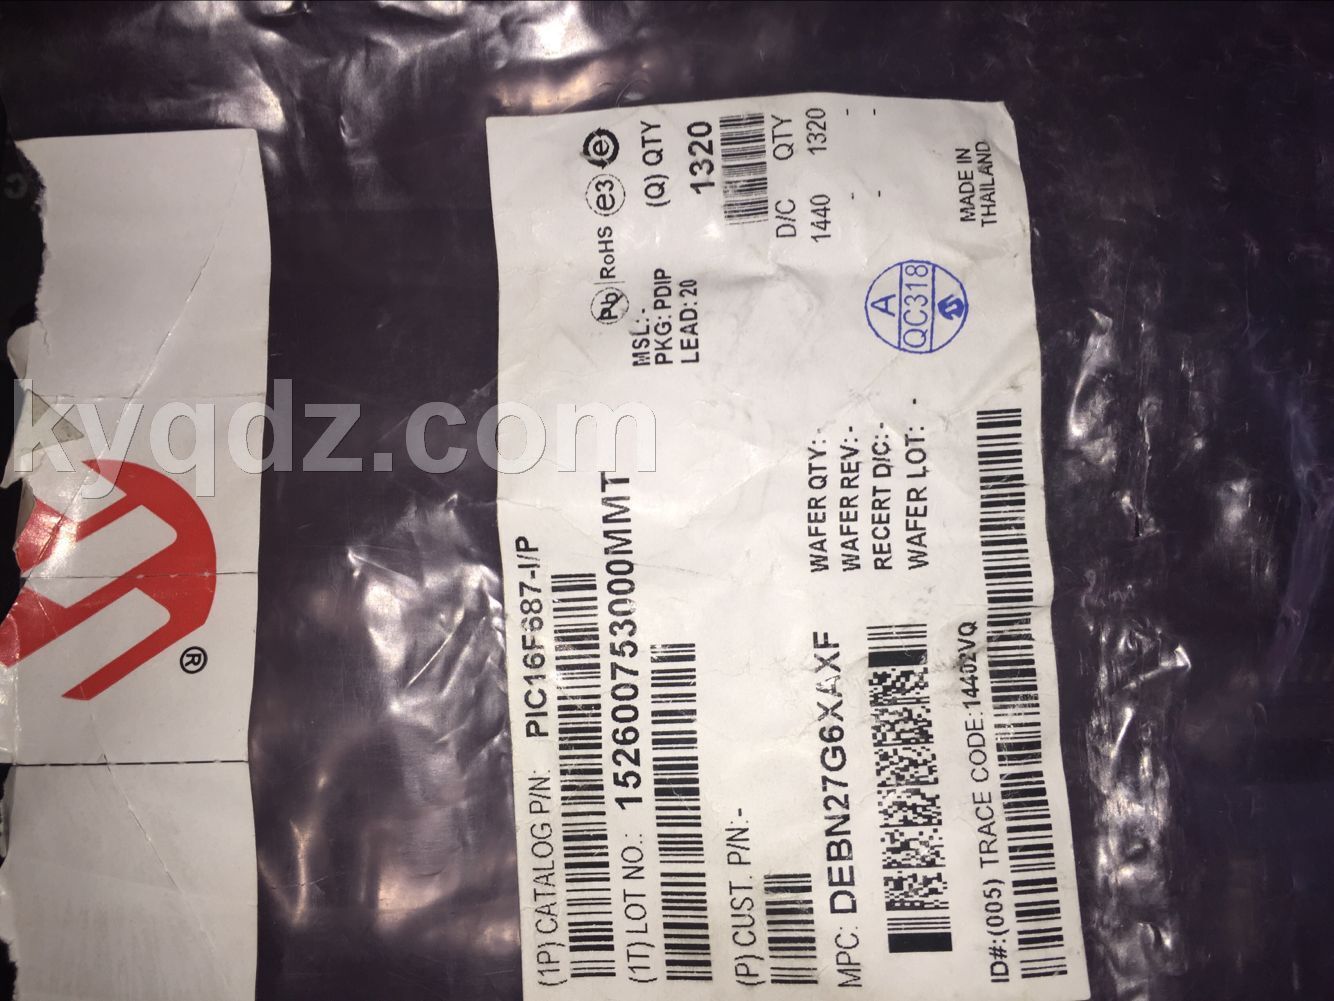 (1P) CATALOG P/N: PIC16F687-I/P
(1T) LOT NO.: 152600753000MMT
(P) CUST. P/N:-
MPC: DEBN27G6XAXF
ID#:(005) TRACE CODE:14402VQ
WAFER QTY:-
WAFER REV:-
RECERT D/C:-
WAFER LOT: -
Pb RoHS e3 e
MSL:-
PKG: PDIP
LEAD: 20
(Q) QTY
1320
D/C QTY
1440 1320
- -
- -
A
QC318
MADE IN
THAILAND
®
kyqdz.com